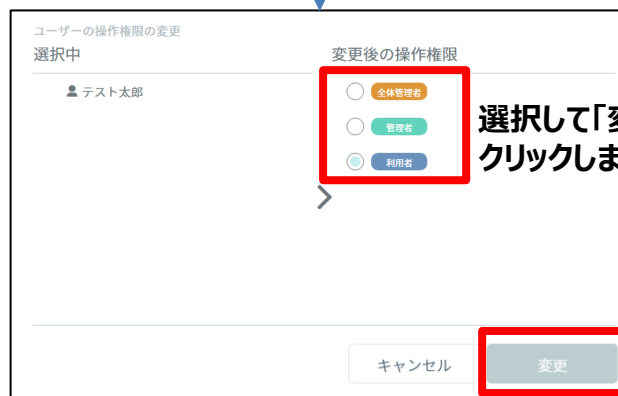 ユーザーの操作権限の変更
選択中
変更後の操作権限
テスト太郎
全体管理者
管理者
利用者
選択して「変
クリックしま
キャンセル
変更